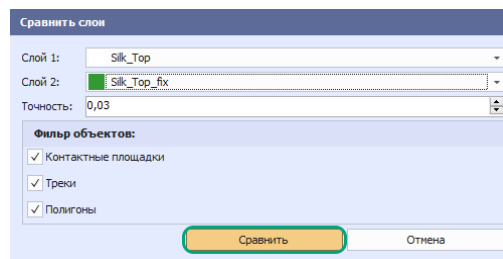 Сравнить слои
Слой 1: Silk_Top
Слой 2: Silk_Top_fix
Точность: 0,03
Фильр объектов:
Контактные площадки
Треки
Полигоны
Сравнить Отмена